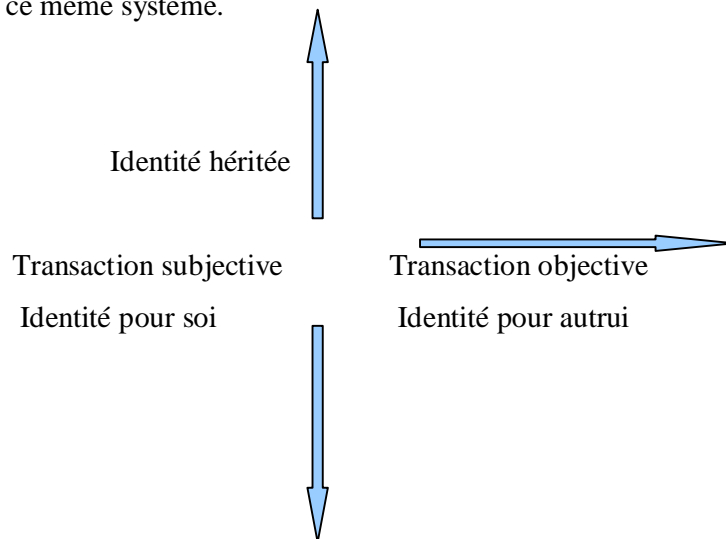 ce même système.
Identité héritée
Transaction subjective Transaction objective
Identité pour soi Identité pour autrui